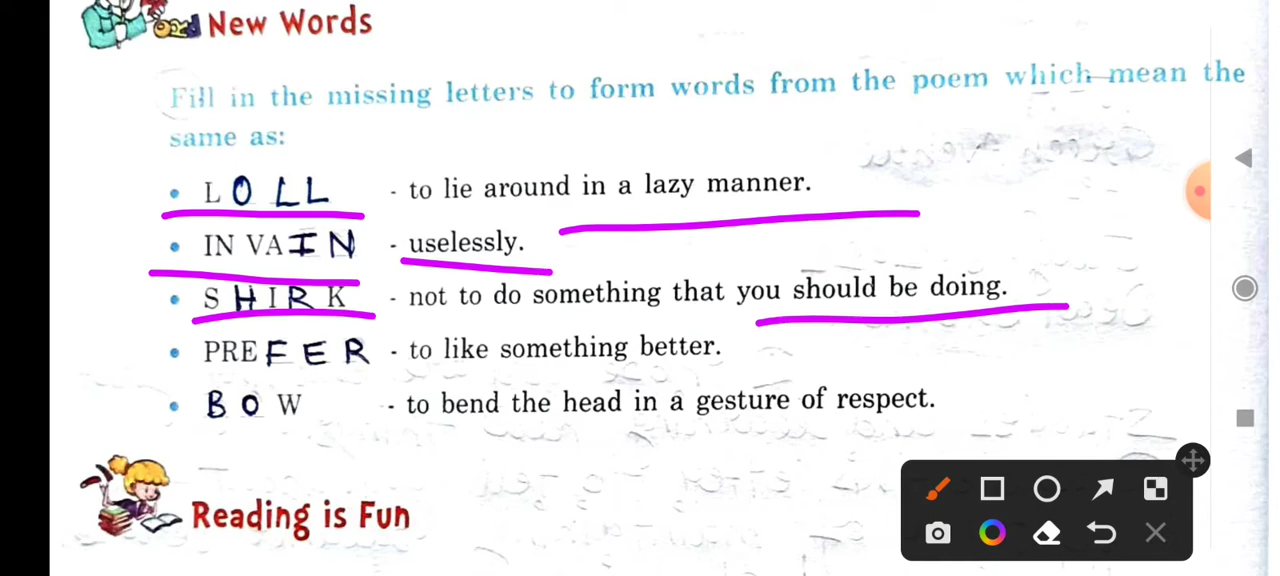 New Words
Fill in the missing letters to form words from the poem which mean the
same as:
• LOLL - to lie around in a lazy manner.
• IN VAIN - uselessly.
• SHIRK - not to do something that you should be doing.
• PREFER - to like something better.
• BOW - to bend the head in a gesture of respect.
Reading is Fun